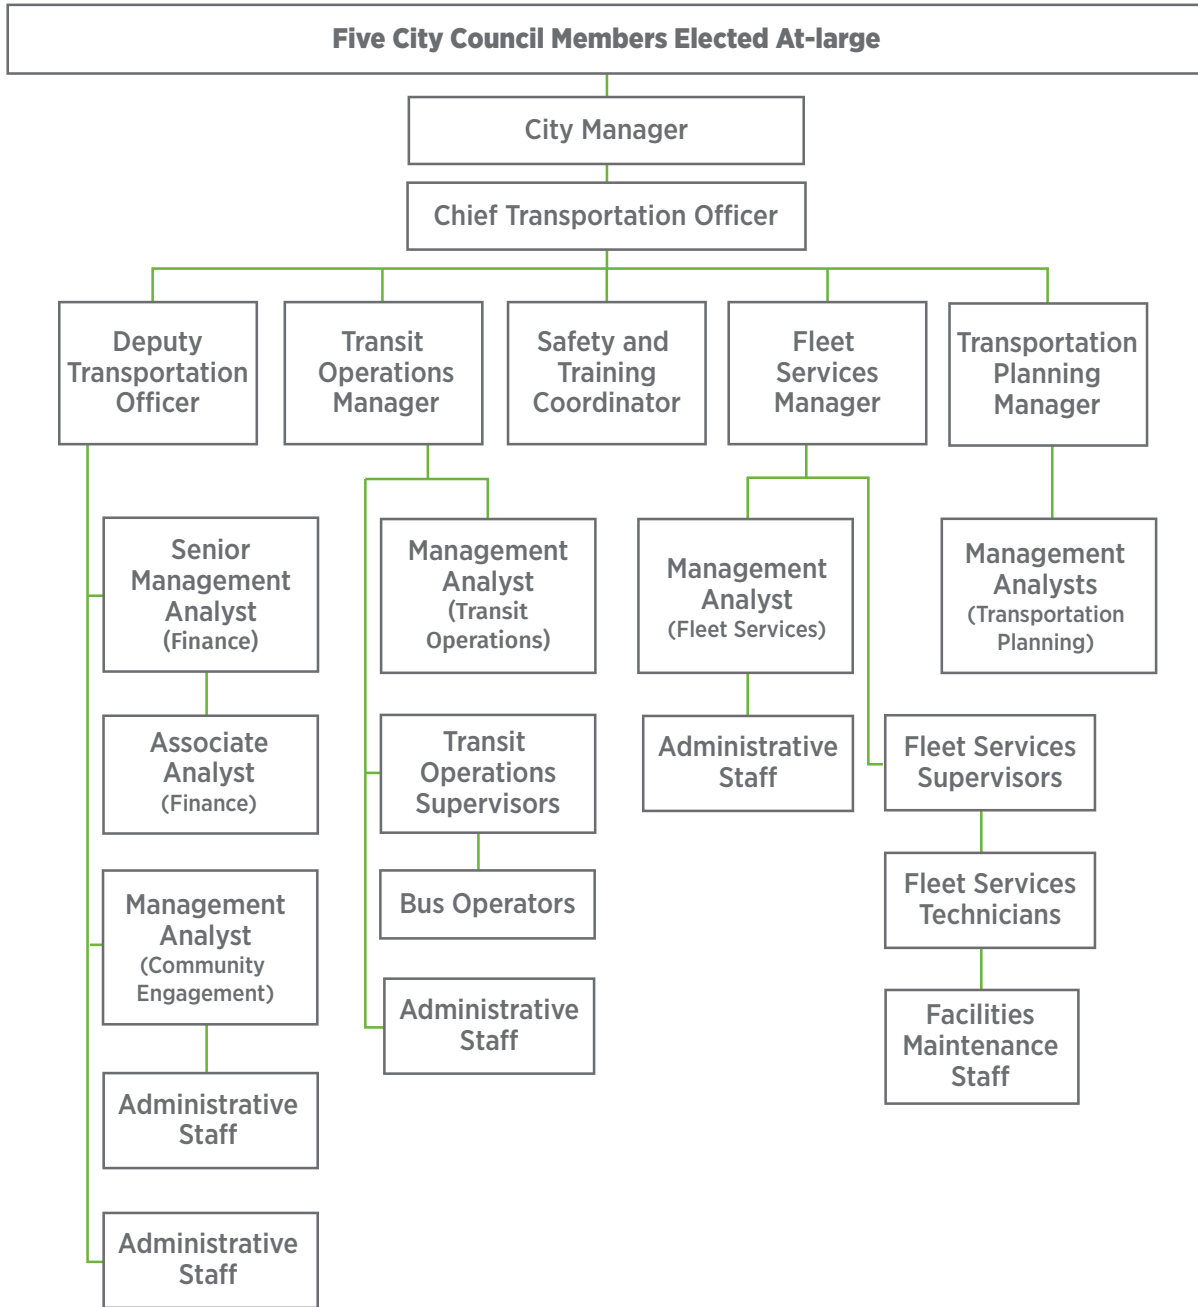 Five City Council Members Elected At-large
City Manager
Chief Transportation Officer
Deputy
Transportation
Officer
Transit
Operations
Manager
Safety and
Training
Coordinator
Fleet
Services
Manager
Transportation
Planning
Manager
Senior
Management
Analyst
(Finance)
Associate
Analyst
(Finance)
Management
Analyst
(Community
Engagement)
Administrative
Staff
Administrative
Staff
Management
Analyst
(Transit
Operations)
Transit
Operations
Supervisors
Bus Operators
Administrative
Staff
Management
Analyst
(Fleet Services)
Administrative
Staff
Fleet Services
Supervisors
Fleet Services
Technicians
Facilities
Maintenance
Staff
Management
Analysts
(Transportation
Planning)